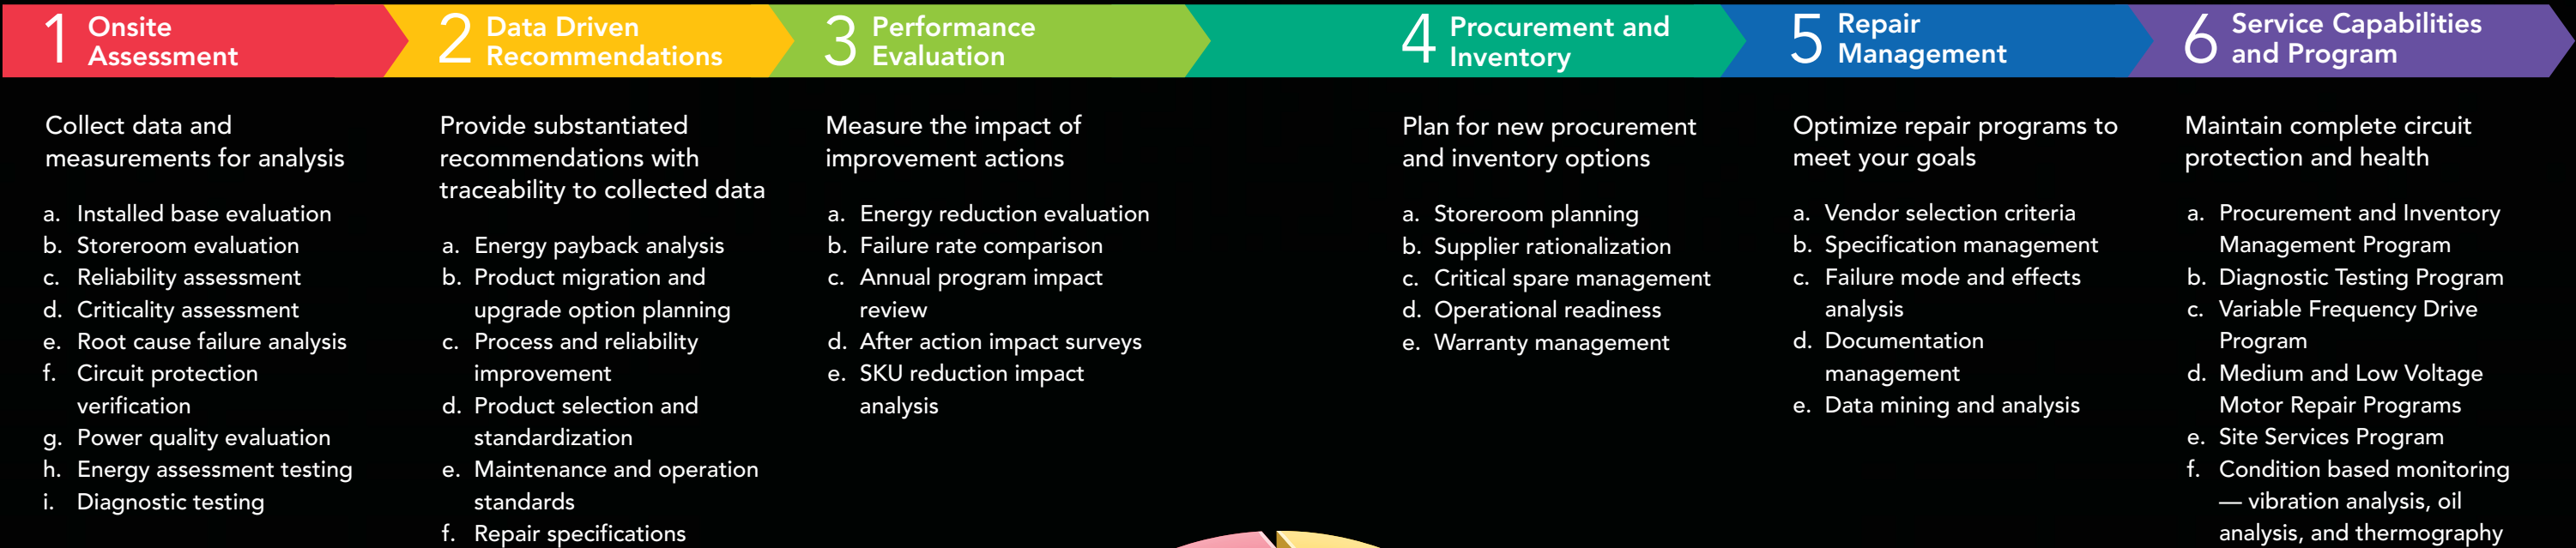 1 Onsite
Assessment
Collect data and
measurements for analysis
a. Installed base evaluation
b. Storeroom evaluation
c. Reliability assessment
d. Criticality assessment
e. Root cause failure analysis
f. Circuit protection
verification
g. Power quality evaluation
h. Energy assessment testing
i. Diagnostic testing
2 Data Driven
Recommendations
Provide substantiated
recommendations with
traceability to collected data
a. Energy payback analysis
b. Product migration and
upgrade option planning
c. Process and reliability
improvement
d. Product selection and
standardization
e. Maintenance and operation
standards
f. Repair specifications
3 Performance
Evaluation
Measure the impact of
improvement actions
a. Energy reduction evaluation
b. Failure rate comparison
c. Annual program impact
review
d. After action impact surveys
e. SKU reduction impact
analysis
4 Procurement and
Inventory
Plan for new procurement
and inventory options
a. Storeroom planning
b. Supplier rationalization
c. Critical spare management
d. Operational readiness
e. Warranty management
5 Repair
Management
Optimize repair programs to
meet your goals
a. Vendor selection criteria
b. Specification management
c. Failure mode and effects
analysis
d. Documentation
management
e. Data mining and analysis
6 Service Capabilities
and Program
Maintain complete circuit
protection and health
a. Procurement and Inventory
Management Program
b. Diagnostic Testing Program
c. Variable Frequency Drive
Program
d. Medium and Low Voltage
Motor Repair Programs
e. Site Services Program
f. Condition based monitoring
— vibration analysis, oil
analysis, and thermography